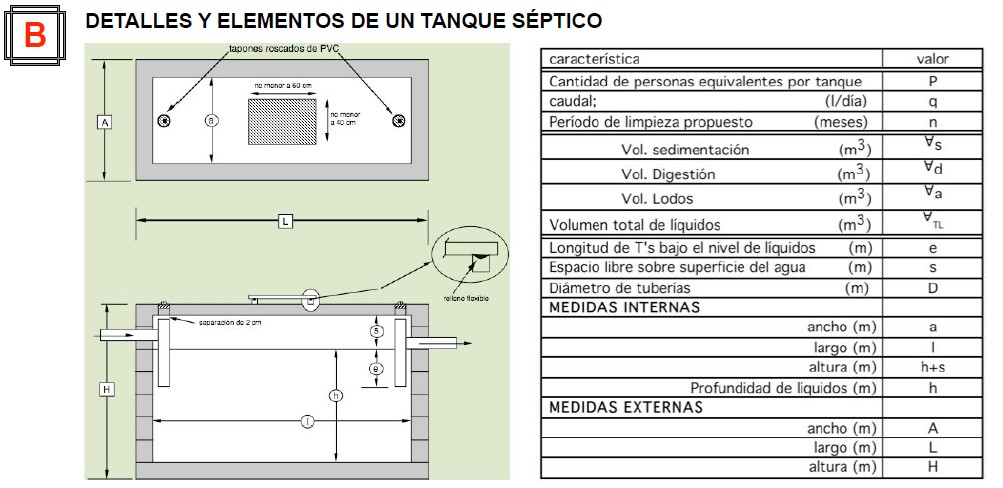 B
DETALLES Y ELEMENTOS DE UN TANQUE SÉPTICO
tapones roscados de PVC
no menor a 60 cm
no menor
a 40 cm
A
a
L
relleno flexible
separación de 2 cm
s
e
H
h
l
característica valor
Cantidad de personas equivalentes por tanque P
caudal; (l/día) q
Período de limpieza propuesto (meses) n
Vol. sedimentación (m3) ∀s
Vol. Digestión (m3) ∀d
Vol. Lodos (m3) ∀a
Volumen total de líquidos (m3) ∀TL
Longitud de T's bajo el nivel de líquidos (m) e
Espacio libre sobre superficie del agua (m) s
Diámetro de tuberías (m) D
MEDIDAS INTERNAS
ancho (m) a
largo (m) l
altura (m) h+s
Profundidad de líquidos (m) h
MEDIDAS EXTERNAS
ancho (m) A
largo (m) L
altura (m) H